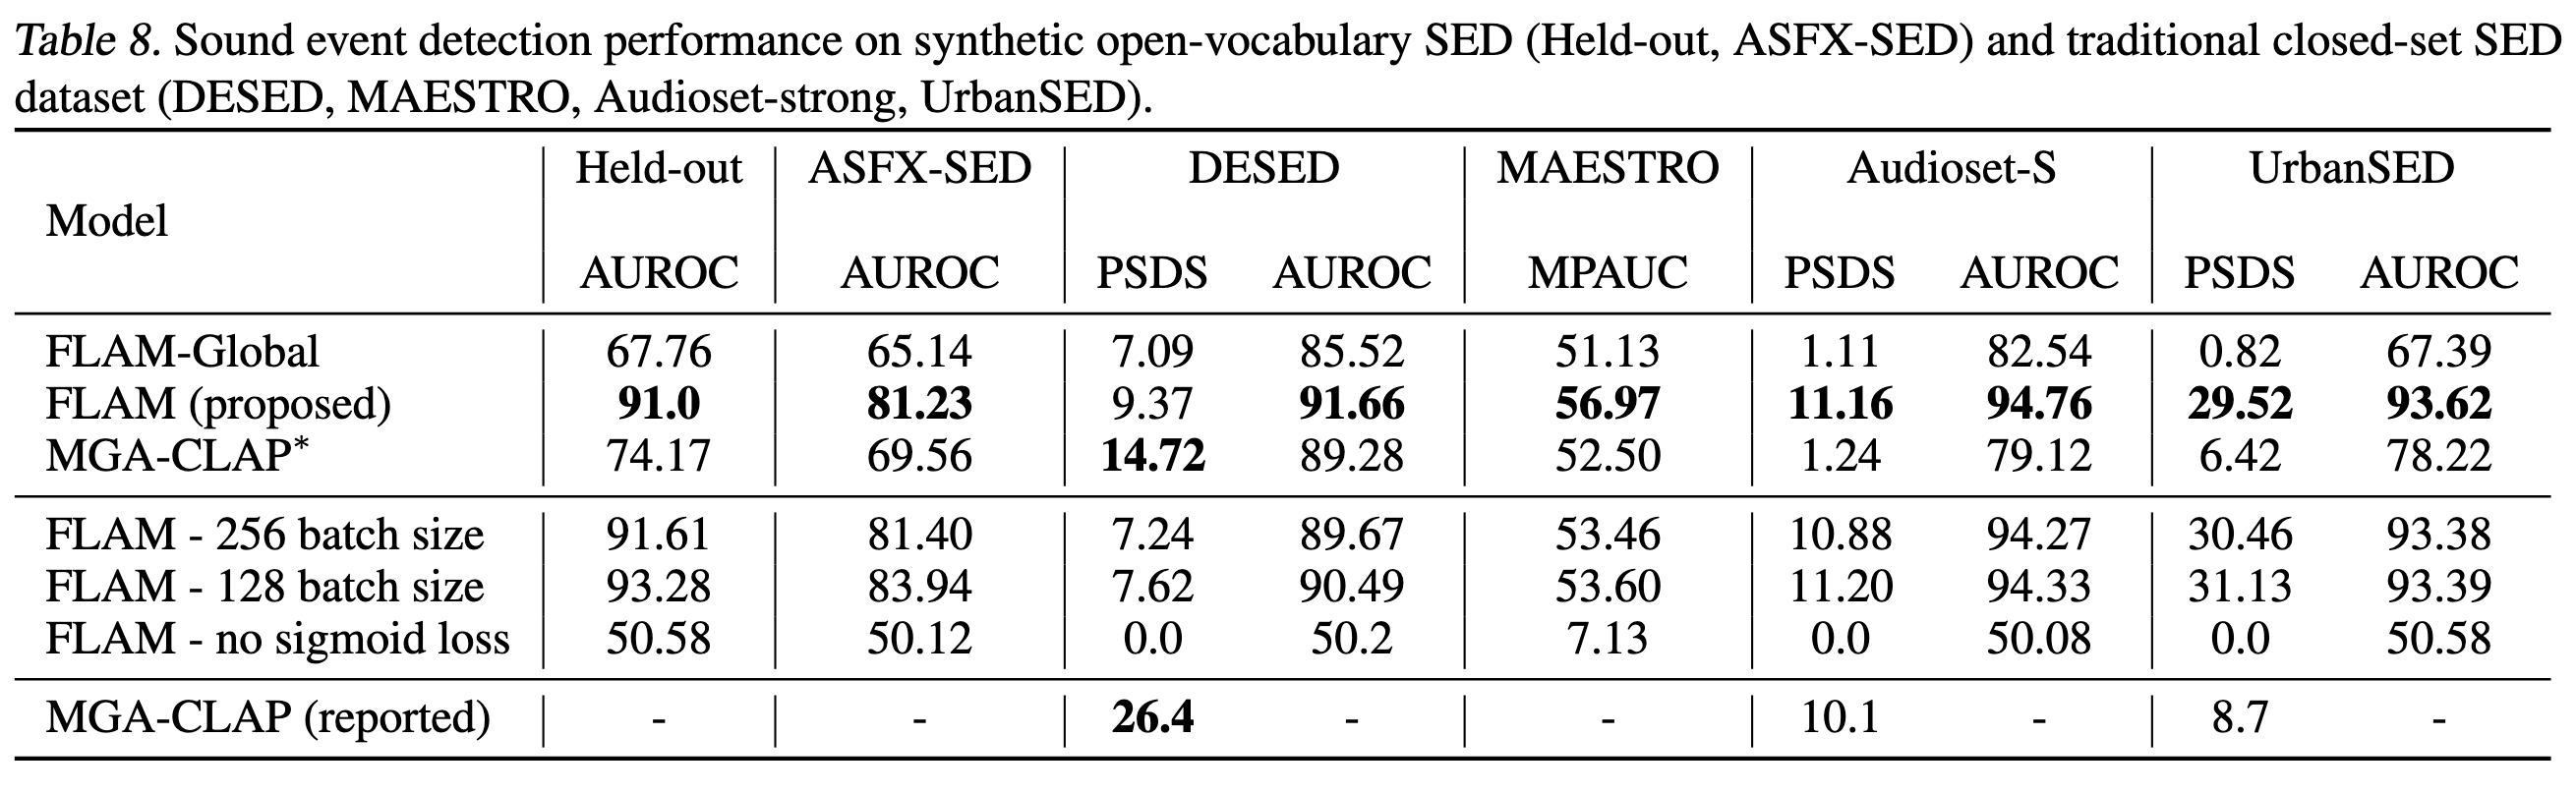 Table 8. Sound event detection performance on synthetic open-vocabulary SED (Held-out, ASFX-SED) and traditional closed-set SED
dataset (DESED, MAESTRO, Audioset-strong, UrbanSED).
Model Held-out ASFX-SED DESED MAESTRO Audioset-S UrbanSED
AUROC AUROC PSDS AUROC MPAUC PSDS AUROC PSDS AUROC
FLAM-Global 67.76 65.14 7.09 85.52 51.13 1.11 82.54 0.82 67.39
FLAM (proposed) 91.0 81.23 9.37 91.66 56.97 11.16 94.76 29.52 93.62
MGA-CLAP* 74.17 69.56 14.72 89.28 52.50 1.24 79.12 6.42 78.22
FLAM - 256 batch size 91.61 81.40 7.24 89.67 53.46 10.88 94.27 30.46 93.38
FLAM - 128 batch size 93.28 83.94 7.62 90.49 53.60 11.20 94.33 31.13 93.39
FLAM - no sigmoid loss 50.58 50.12 0.0 50.2 7.13 0.0 50.08 0.0 50.58
MGA-CLAP (reported) - - 26.4 - - 10.1 - 8.7 -